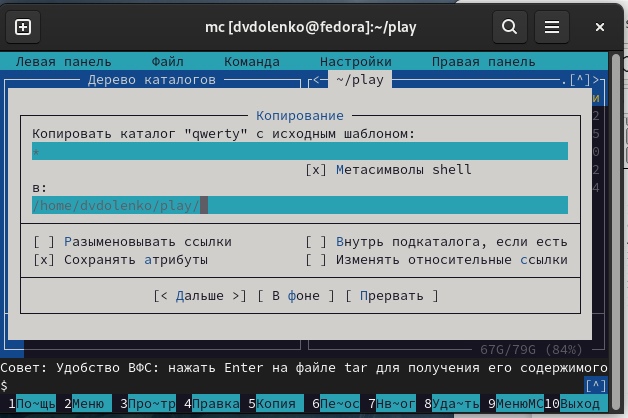 mc [dvdolenko@fedora]:~/play
Левая панель Файл Команда Настройки Правая панель
Дерево каталогов <- ~/play .[^]>
Копирование
Копировать каталог "qwerty" с исходным шаблоном:
*
[x] Метасимволы shell
в:
/home/dvdolenko/play/
[ ] Разыменовывать ссылки [ ] Внутрь подкаталога, если есть
[x] Сохранять атрибуты [ ] Изменять относительные ссылки
[< Дальше >] [ В фоне ] [ Прервать ]
67G/79G (84%)
Совет: Удобство ВФС: нажать Enter на файле tar для получения его содержимого
$ [^]
1По~щь 2Меню 3Про~тр 4Правка 5Копия 6Пе~ос 7Нв~ог 8Уда~ть 9МенюMC 10Выход